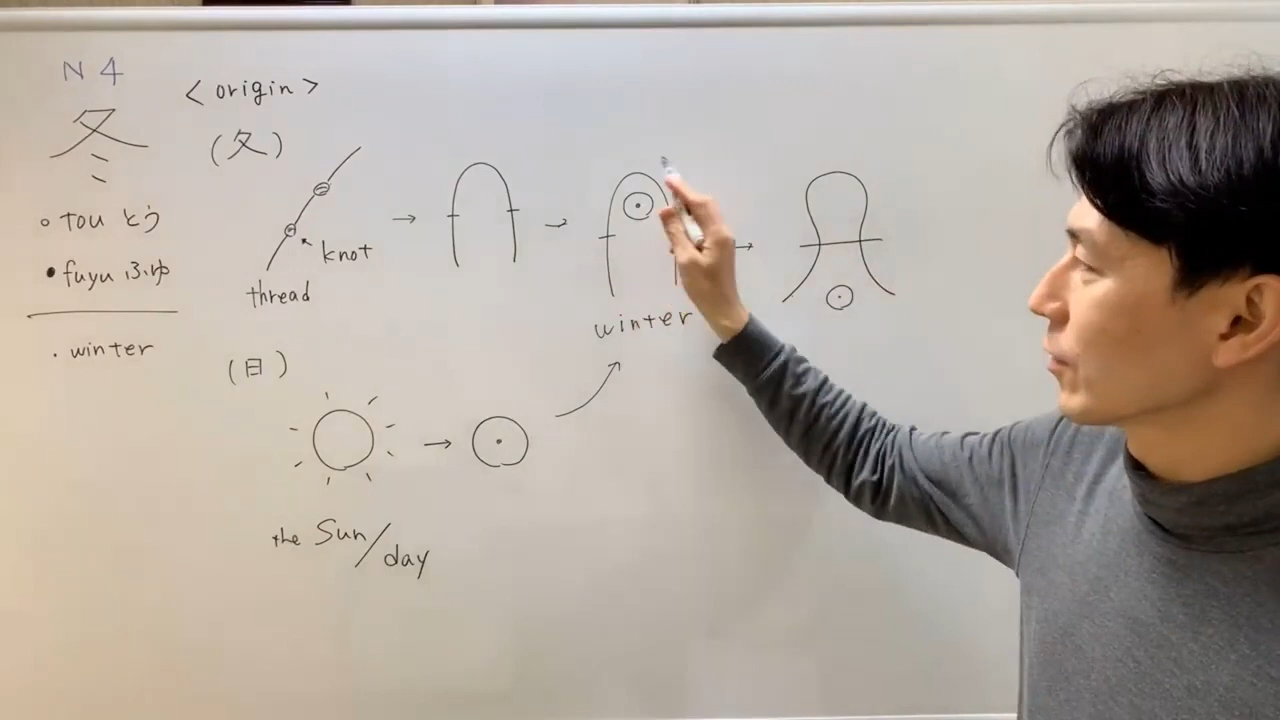 N4
冬
○ tou とう
● fuyu ふゆ
· winter
< origin >
(夂)
knot
thread
winter
(日)
the Sun/day